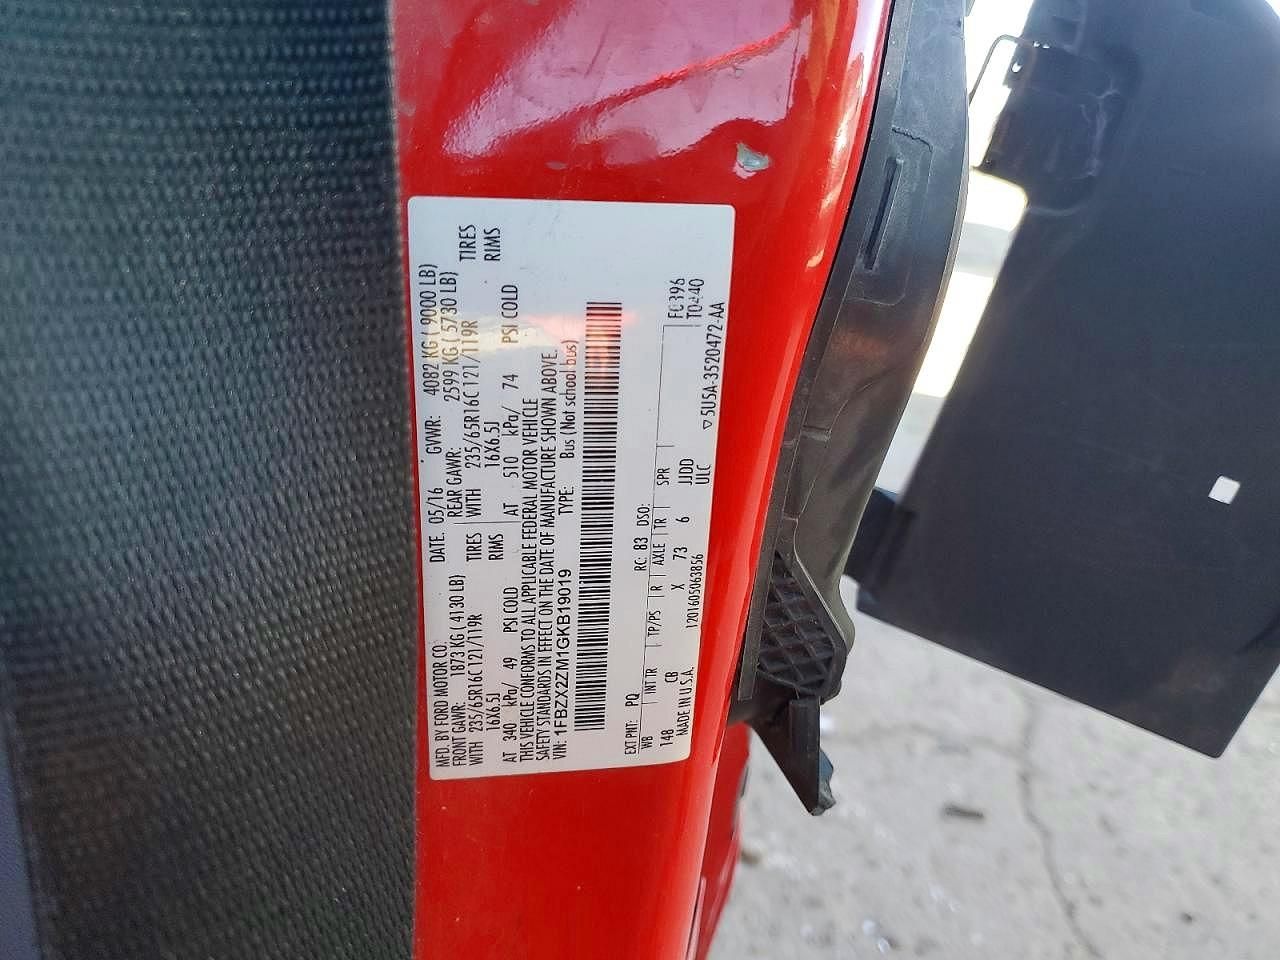 MFD. BY FORD MOTOR CO.
DATE: 05/16 GVWR: 4082 KG ( 9000 LB)
FRONT GAWR: 1873 KG ( 4130 LB) REAR GAWR: 2599 KG ( 5730 LB)
WITH 235/65R16C 121/119R TIRES WITH 235/65R16C 121/119R TIRES
16X6.5J RIMS 16X6.5J RIMS
AT 340 kPa/ 49 PSI COLD AT 510 kPa/ 74 PSI COLD
THIS VEHICLE CONFORMS TO ALL APPLICABLE FEDERAL MOTOR VEHICLE
SAFETY STANDARDS IN EFFECT ON THE DATE OF MANUFACTURE SHOWN ABOVE.
VIN: 1FBZX2ZM1GKB19019 TYPE: Bus (Not school bus)
EXT PNT: PQ RC: 83 DSO: F0396
WB INT TR TP/PS R AXLE TR SPR T0440
148 CB X 73 6 JJDD
MADE IN U.S.A. 1201605063856 ULC ▽5U5A-3520472-AA